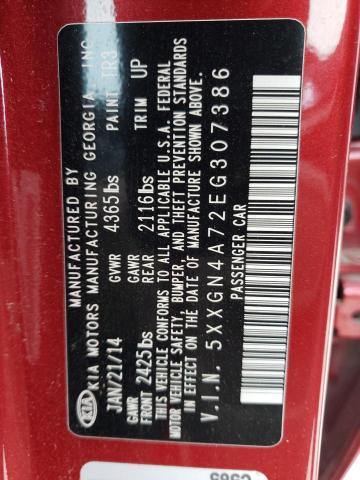 MANUFACTURED BY
KIA MOTORS MANUFACTURING GEORGIA, INC
KIA
JAN/21/14 GVWR 4365lbs PAINT TR3
GAWR FRONT 2425lbs GAWR REAR 2116lbs TRIM UP
THIS VEHICLE CONFORMS TO ALL APPLICABLE U.S.A. FEDERAL
MOTOR VEHICLE SAFETY, BUMPER, AND THEFT PREVENTION STANDARDS
IN EFFECT ON THE DATE OF MANUFACTURE SHOWN ABOVE.
V.I.N. 5XXGN4A72EG307386
PASSENGER CAR